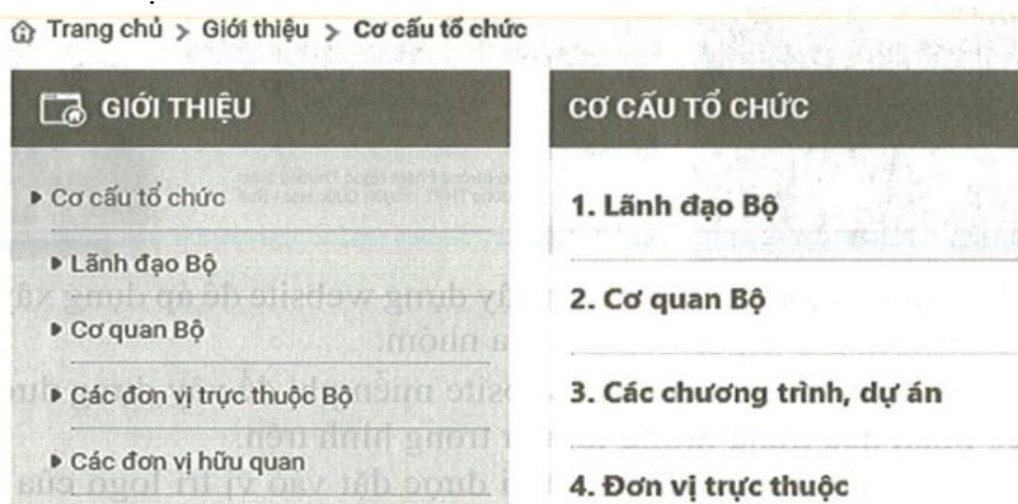 Trang chủ > Giới thiệu > Cơ cấu tổ chức
GIỚI THIỆU
Cơ cấu tổ chức
Lãnh đạo Bộ
Cơ quan Bộ
Các đơn vị trực thuộc Bộ
Các đơn vị hữu quan
CƠ CẤU TỔ CHỨC
1. Lãnh đạo Bộ
2. Cơ quan Bộ
3. Các chương trình, dự án
4. Đơn vị trực thuộc